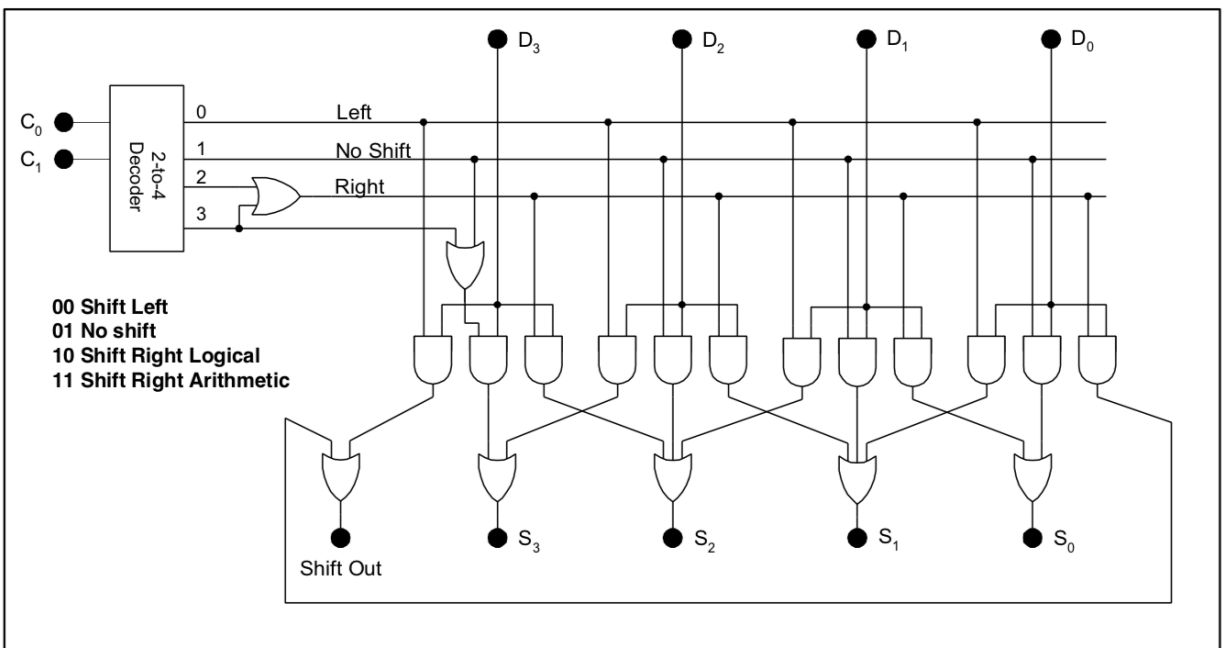 D3
D2
D1
D0
C0
C1
2-to-4
Decoder
0
1
2
3
Left
No Shift
Right
00 Shift Left
01 No shift
10 Shift Right Logical
11 Shift Right Arithmetic
Shift Out
S3
S2
S1
S0